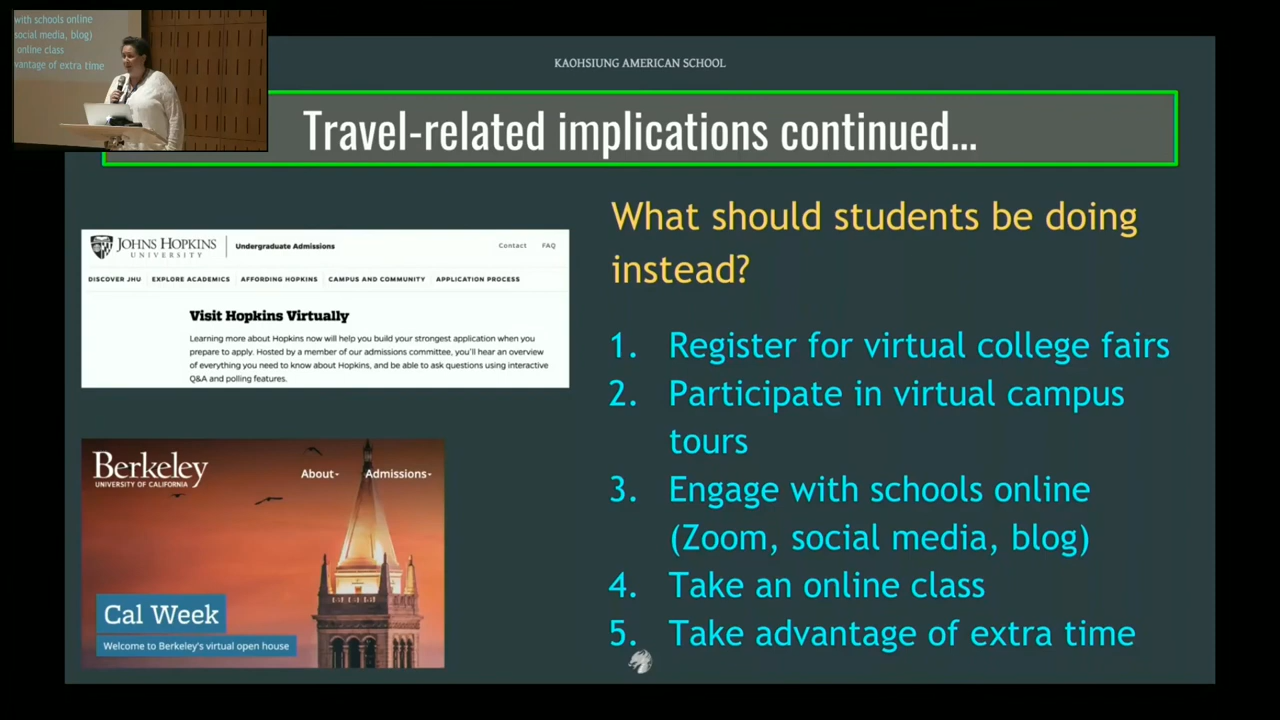 with schools online
social media, blog)
online class
vantage of extra time
KAOHSIUNG AMERICAN SCHOOL
Travel-related implications continued...
JOHNS HOPKINS
UNIVERSITY
Undergraduate Admissions
Contact
FAQ
DISCOVER JHU
EXPLORE ACADEMICS
AFFORDING HOPKINS
CAMPUS AND COMMUNITY
APPLICATION PROCESS
Visit Hopkins Virtually
Learning more about Hopkins now will help you build your strongest application when you
prepare to apply. Hosted by a member of our admissions committee, you'll hear an overview
of everything you need to know about Hopkins, and be able to ask questions using interactive
Q&A and polling features.
Berkeley
UNIVERSITY OF CALIFORNIA
About
Admissions
Cal Week
Welcome to Berkeley's virtual open house
What should students be doing
instead?
1. Register for virtual college fairs
2. Participate in virtual campus
tours
3. Engage with schools online
(Zoom, social media, blog)
4. Take an online class
5. Take advantage of extra time